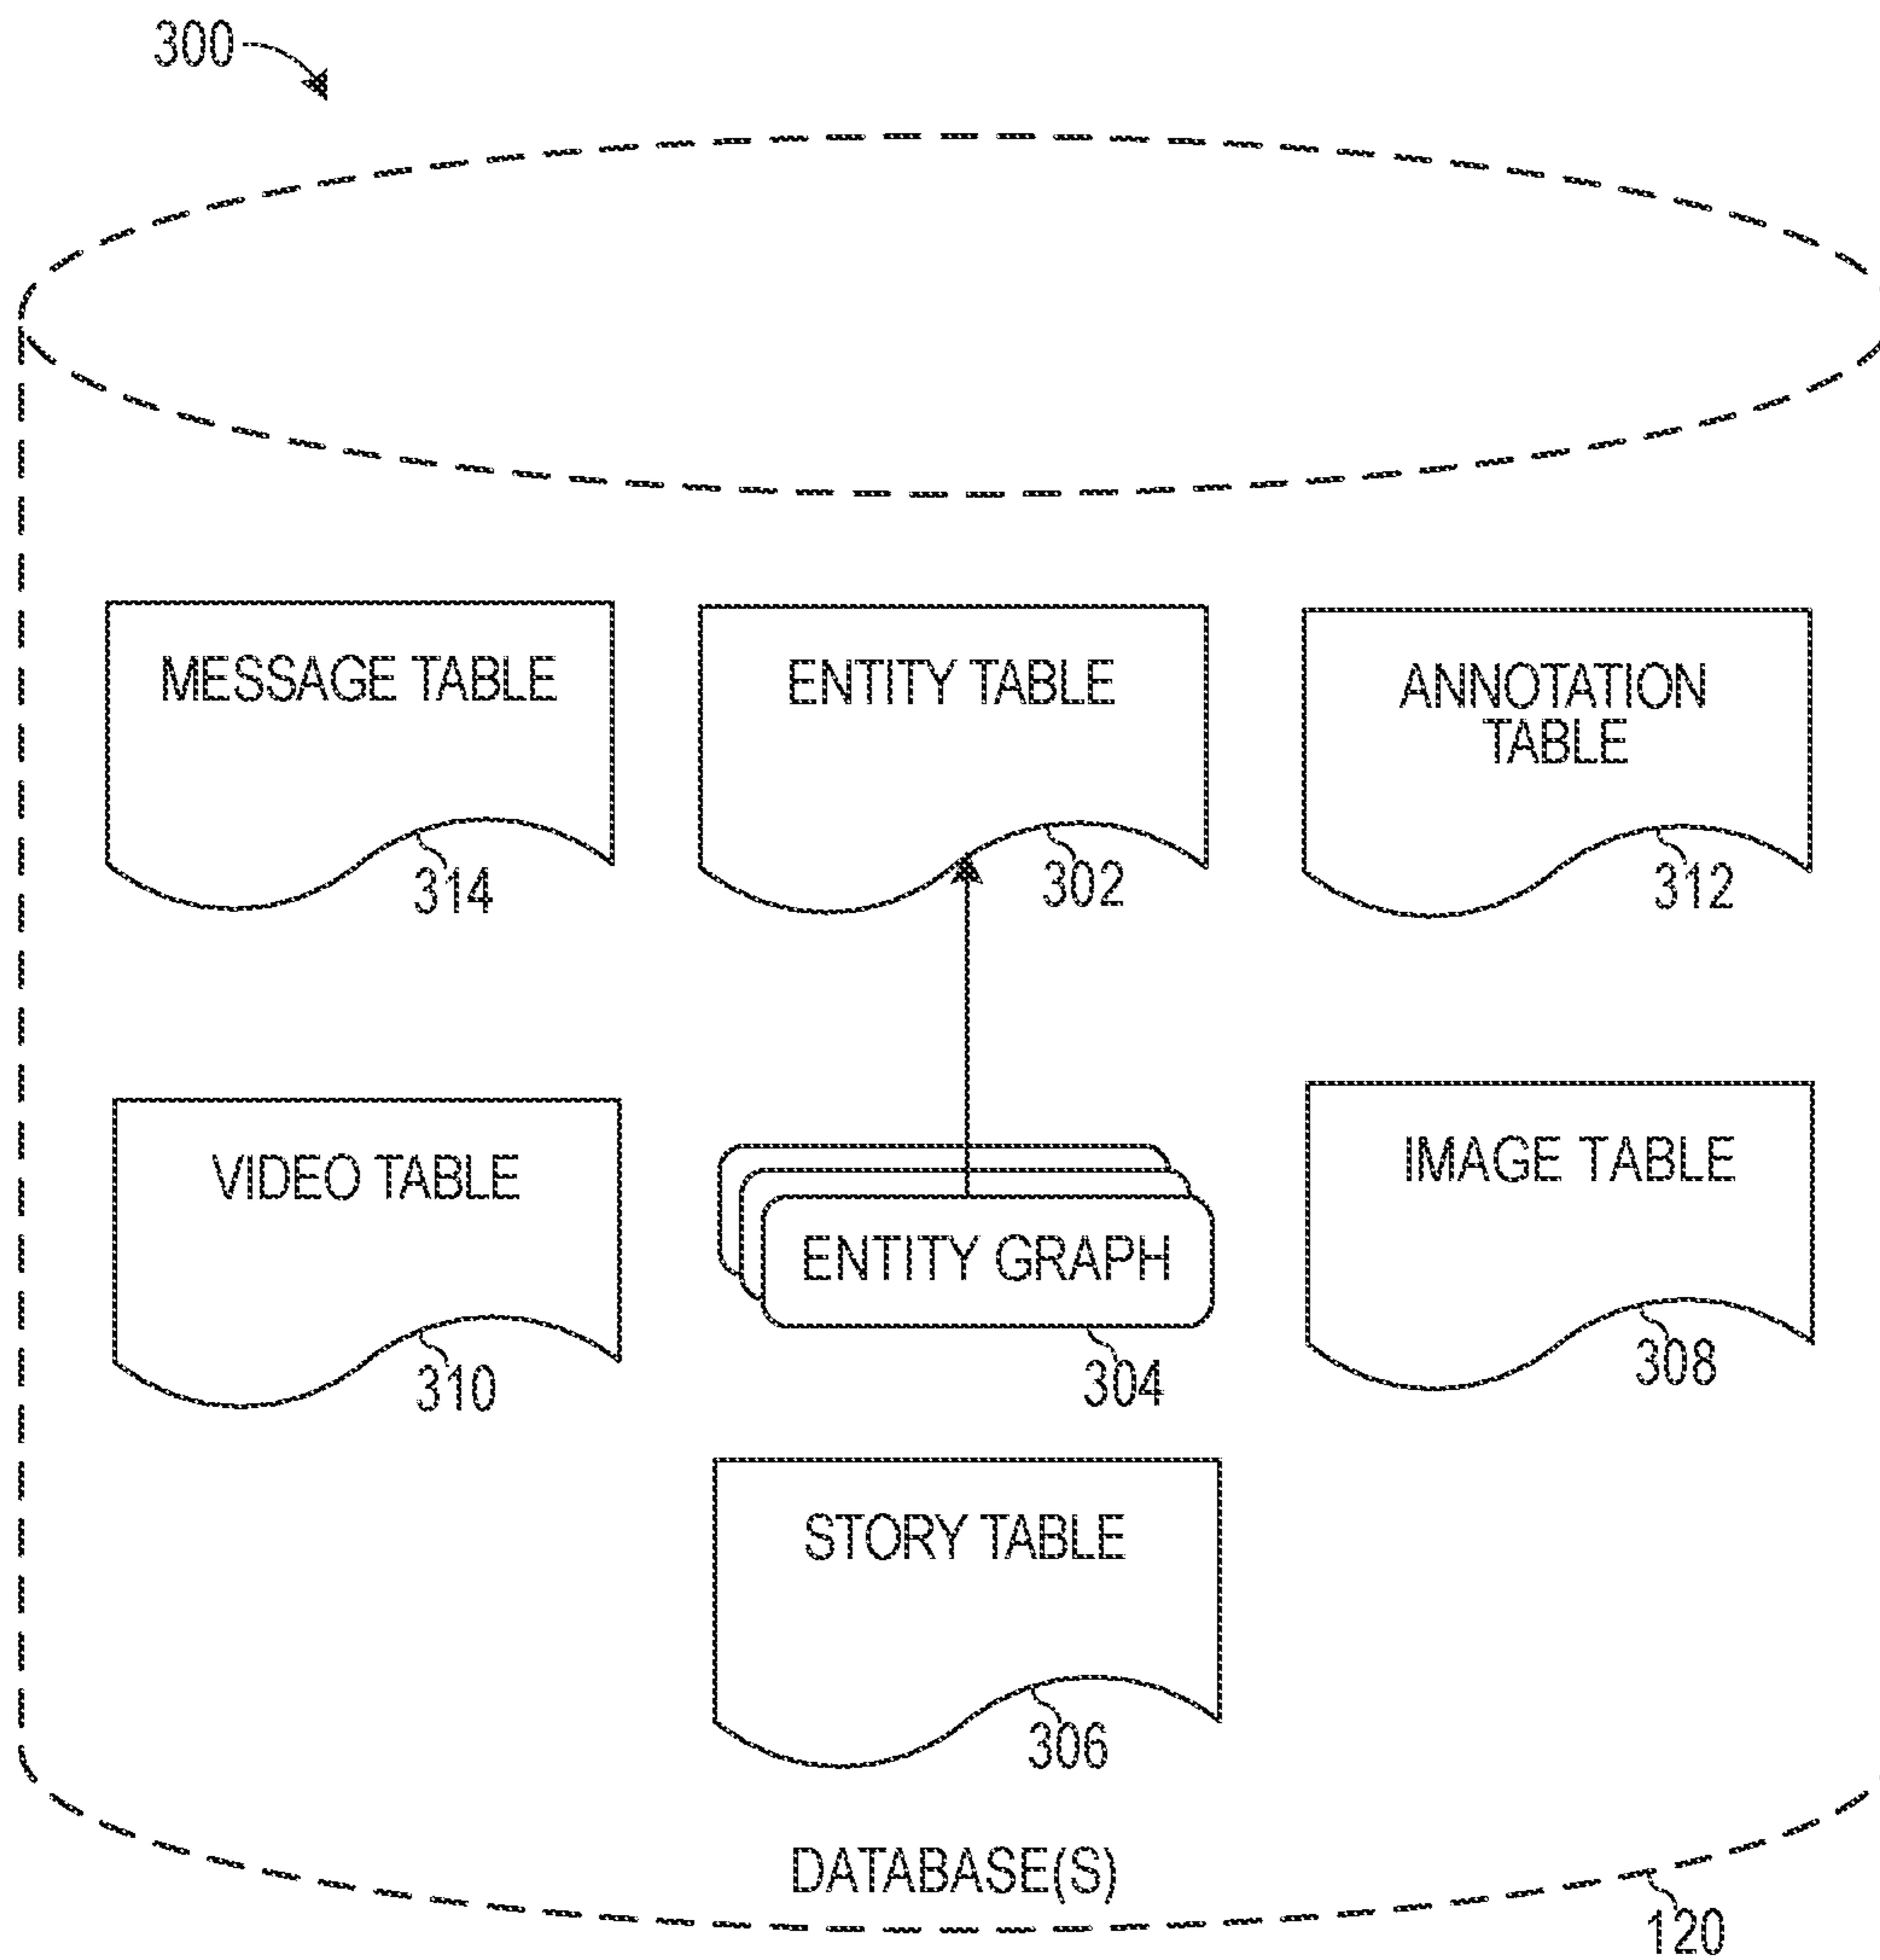 300
MESSAGE TABLE
314
ENTITY TABLE
302
ANNOTATION
TABLE
312
VIDEO TABLE
310
ENTITY GRAPH
304
IMAGE TABLE
308
STORY TABLE
306
DATABASE(S)
120